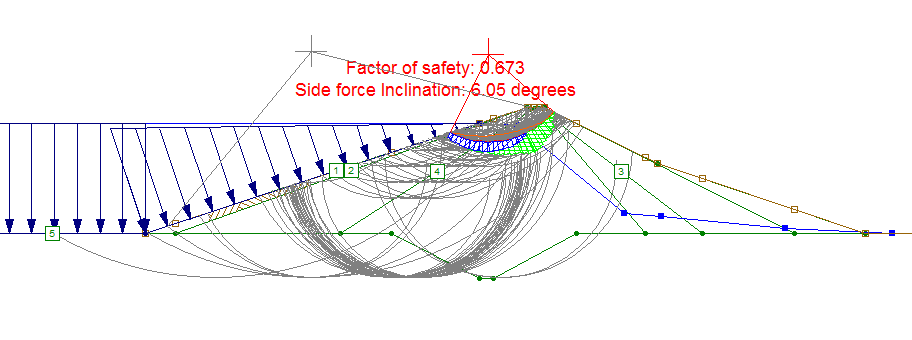 Factor of safety: 0.673
Side force Inclination: 6.05 degrees
1 2 4 3
5